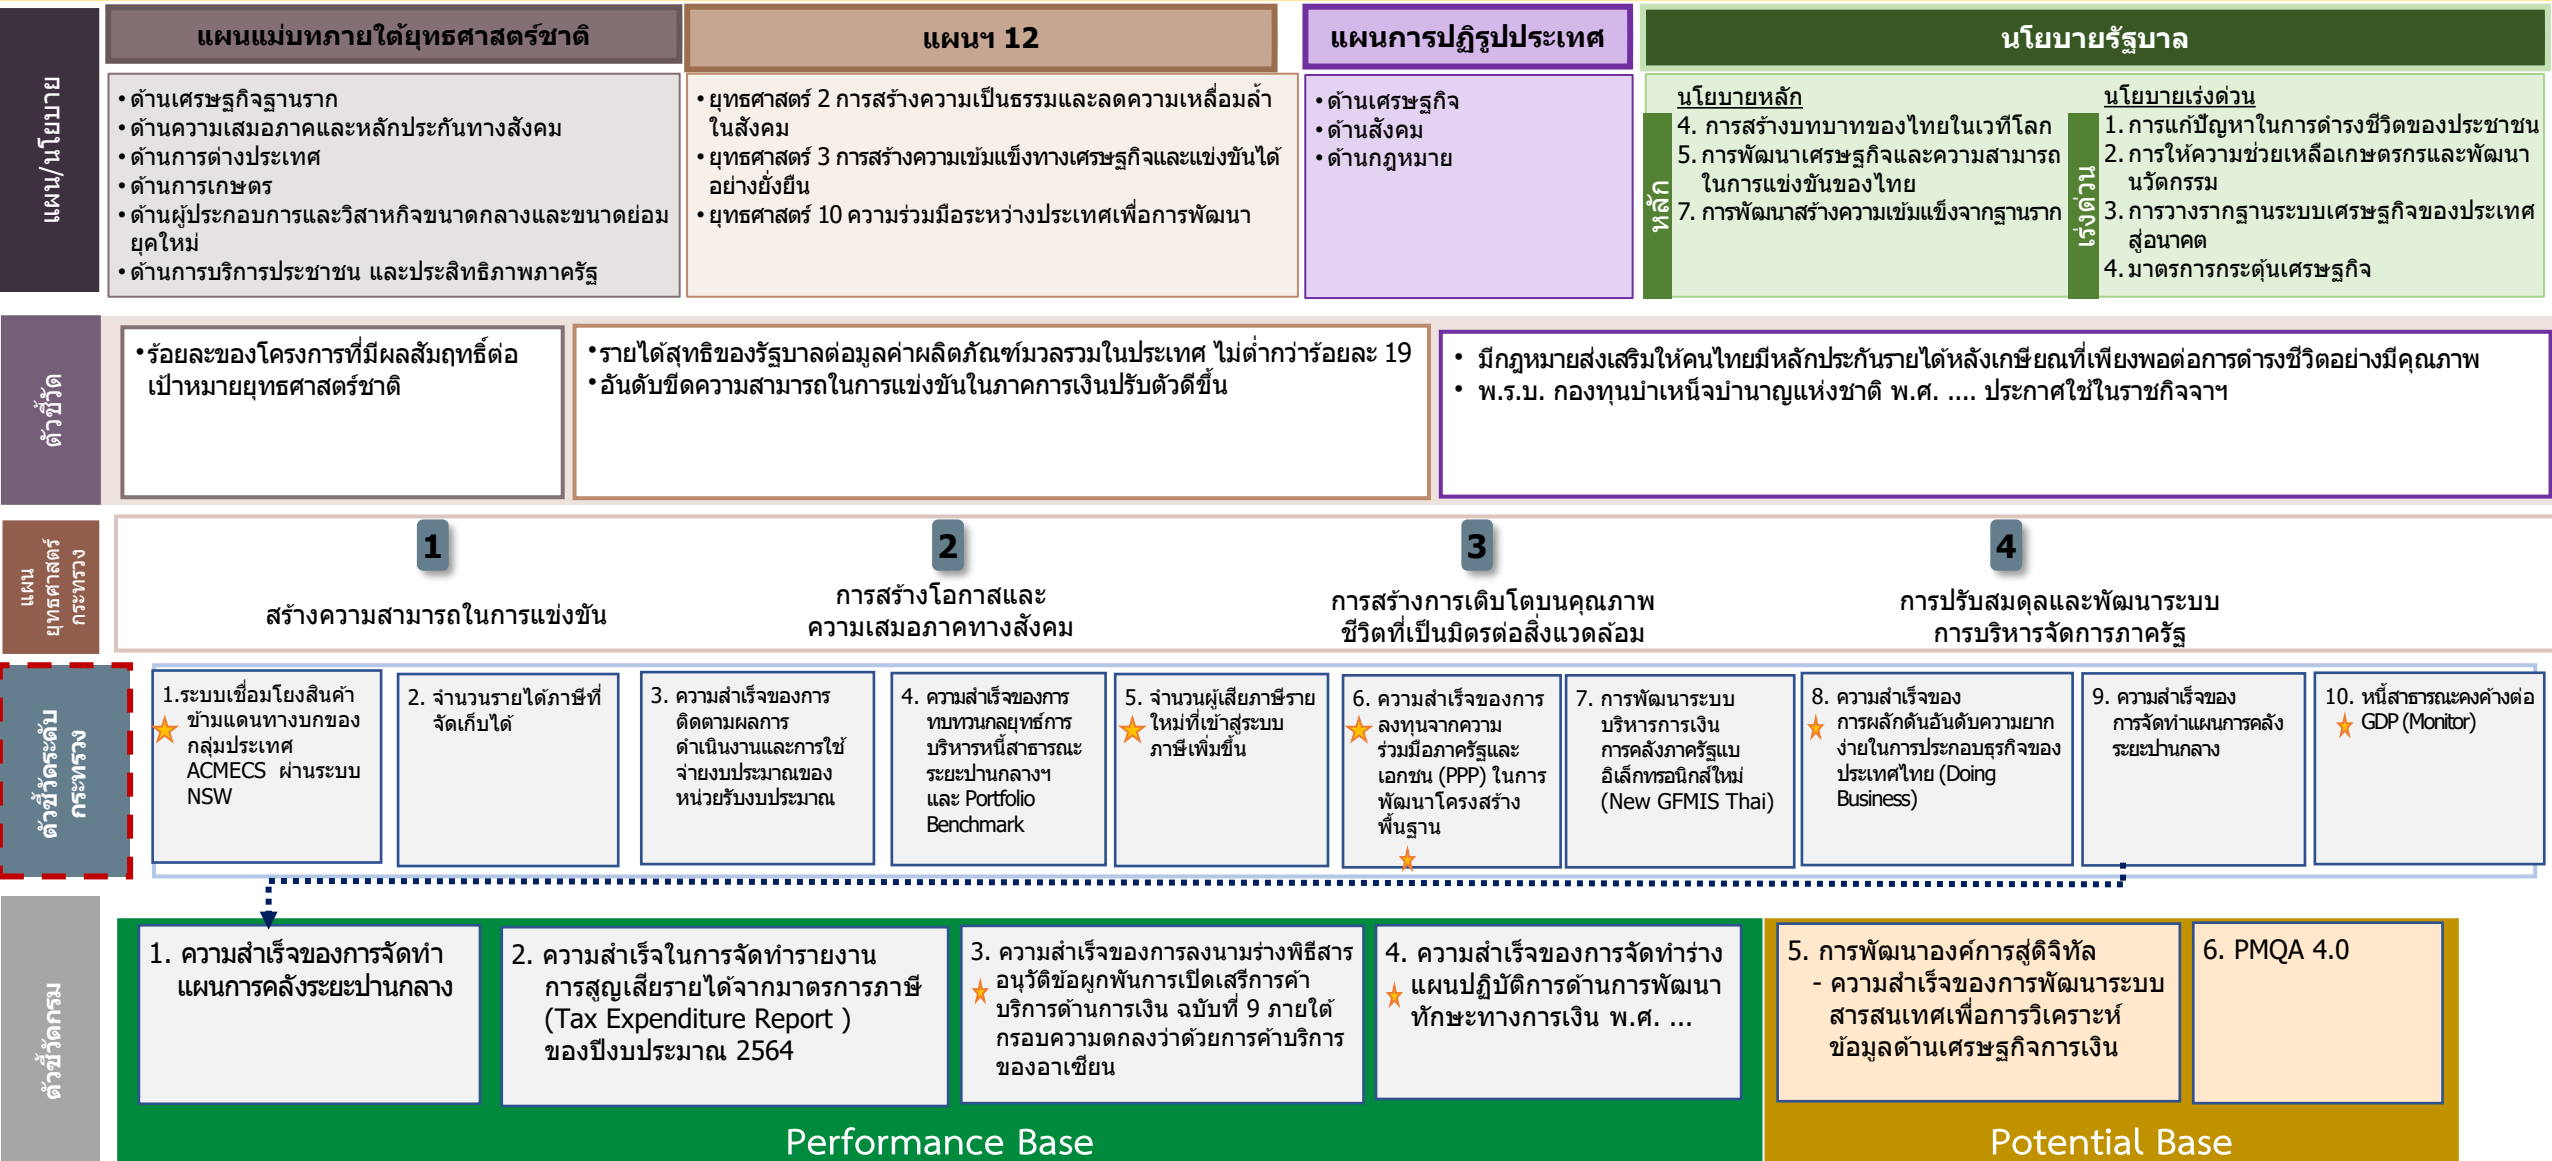 แผน/นโยบาย
แผนแม่บทภายใต้ยุทธศาสตร์ชาติ
• ด้านเศรษฐกิจฐานราก
• ด้านความเสมอภาคและหลักประกันทางสังคม
• ด้านการต่างประเทศ
• ด้านการเกษตร
• ด้านผู้ประกอบการและวิสาหกิจขนาดกลางและขนาดย่อม
ยุคใหม่
• ด้านการบริการประชาชน และประสิทธิภาพภาครัฐ
แผนฯ 12
• ยุทธศาสตร์ 2 การสร้างความเป็นธรรมและลดความเหลื่อมล้ำ
ในสังคม
• ยุทธศาสตร์ 3 การสร้างความเข้มแข็งทางเศรษฐกิจและแข่งขันได้
อย่างยั่งยืน
• ยุทธศาสตร์ 10 ความร่วมมือระหว่างประเทศเพื่อการพัฒนา
แผนการปฏิรูปประเทศ
• ด้านเศรษฐกิจ
• ด้านสังคม
• ด้านกฎหมาย
นโยบายรัฐบาล
หลัก
นโยบายหลัก
4. การสร้างบทบาทของไทยในเวทีโลก
5. การพัฒนาเศรษฐกิจและความสามารถ
ในการแข่งขันของไทย
7. การพัฒนาสร้างความเข้มแข็งจากฐานราก
เร่งด่วน
นโยบายเร่งด่วน
1. การแก้ปัญหาในการดำรงชีวิตของประชาชน
2. การให้ความช่วยเหลือเกษตรกรและพัฒนา
นวัตกรรม
3. การวางรากฐานระบบเศรษฐกิจของประเทศ
สู่อนาคต
4. มาตรการกระตุ้นเศรษฐกิจ
ตัวชี้วัด
• ร้อยละของโครงการที่มีผลสัมฤทธิ์ต่อ
เป้าหมายยุทธศาสตร์ชาติ
• รายได้สุทธิของรัฐบาลต่อมูลค่าผลิตภัณฑ์มวลรวมในประเทศ ไม่ต่ำกว่าร้อยละ 19
• อันดับขีดความสามารถในการแข่งขันในภาคการเงินปรับตัวดีขึ้น
• มีกฎหมายส่งเสริมให้คนไทยมีหลักประกันรายได้หลังเกษียณที่เพียงพอต่อการดำรงชีวิตอย่างมีคุณภาพ
• พ.ร.บ. กองทุนบำเหน็จบำนาญแห่งชาติ พ.ศ. .... ประกาศใช้ในราชกิจจาฯ
แผน
ยุทธศาสตร์
กระทรวง
1
สร้างความสามารถในการแข่งขัน
2
การสร้างโอกาสและ
ความเสมอภาคทางสังคม
3
การสร้างการเติบโตบนคุณภาพ
ชีวิตที่เป็นมิตรต่อสิ่งแวดล้อม
4
การปรับสมดุลและพัฒนาระบบ
การบริหารจัดการภาครัฐ
ตัวชี้วัดระดับ
กระทรวง
1.ระบบเชื่อมโยงสินค้า
ข้ามแดนทางบกของ
กลุ่มประเทศ
ACMECS ผ่านระบบ
NSW
2. จำนวนรายได้ภาษีที่
จัดเก็บได้
3. ความสำเร็จของการ
ติดตามผลการ
ดำเนินงานและการใช้
จ่ายงบประมาณของ
หน่วยรับงบประมาณ
4. ความสำเร็จของการ
ทบทวนกลยุทธ์การ
บริหารหนี้สาธารณะ
ระยะปานกลางฯ
และ Portfolio
Benchmark
5. จำนวนผู้เสียภาษีราย
ใหม่ที่เข้าสู่ระบบ
ภาษีเพิ่มขึ้น
6. ความสำเร็จของการ
ลงทุนจากความ
ร่วมมือภาครัฐและ
เอกชน (PPP) ในการ
พัฒนาโครงสร้าง
พื้นฐาน
7. การพัฒนาระบบ
บริหารการเงิน
การคลังภาครัฐแบ
อิเล็กทรอนิกส์ใหม่
(New GFMIS Thai)
8. ความสำเร็จของ
การผลักดันอันดับความยาก
ง่ายในการประกอบธุรกิจของ
ประเทศไทย (Doing
Business)
9. ความสำเร็จของ
การจัดทำแผนการคลัง
ระยะปานกลาง
10. หนี้สาธารณะคงค้างต่อ
GDP (Monitor)
ตัวชี้วัดกรม
1. ความสำเร็จของการจัดทำ
แผนการคลังระยะปานกลาง
2. ความสำเร็จในการจัดทำรายงาน
การสูญเสียรายได้จากมาตรการภาษี
(Tax Expenditure Report )
ของปีงบประมาณ 2564
3. ความสำเร็จของการลงนามร่างพิธีสาร
อนุวัติข้อผูกพันการเปิดเสรีการค้า
บริการด้านการเงิน ฉบับที่ 9 ภายใต้
กรอบความตกลงว่าด้วยการค้าบริการ
ของอาเซียน
4. ความสำเร็จของการจัดทำร่าง
แผนปฏิบัติการด้านการพัฒนา
ทักษะทางการเงิน พ.ศ. ...
5. การพัฒนาองค์การสู่ดิจิทัล
- ความสำเร็จของการพัฒนาระบบ
สารสนเทศเพื่อการวิเคราะห์
ข้อมูลด้านเศรษฐกิจการเงิน
6. PMQA 4.0
Performance Base
Potential Base